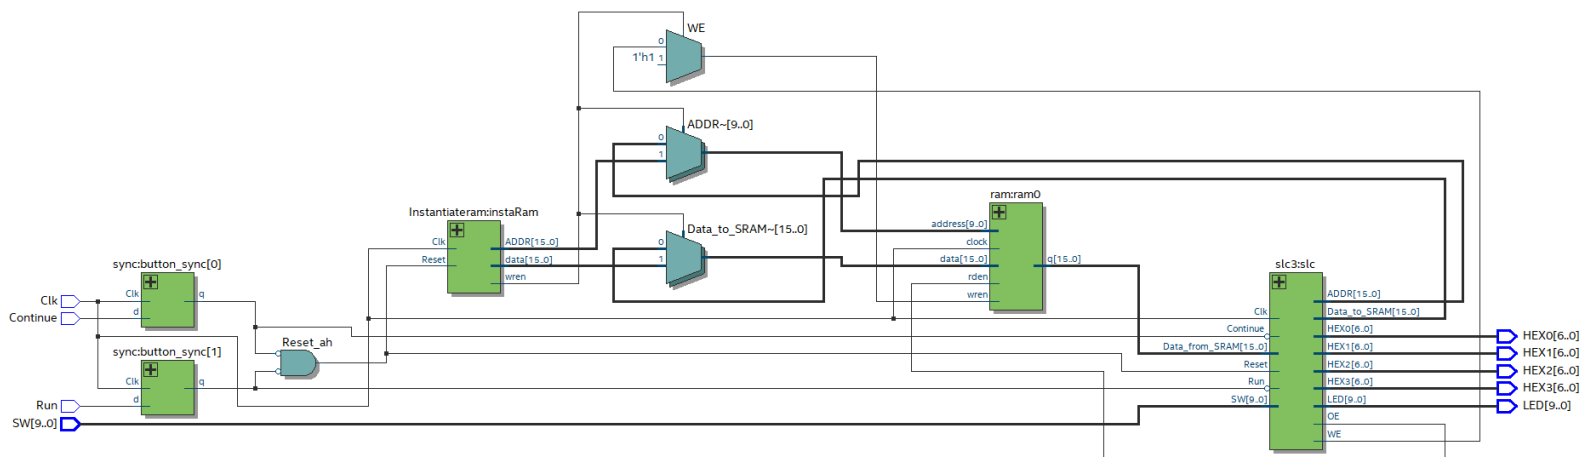 WE
0
1'h1 1
ADDR~[9..0]
0
1
ram:ram0
Instantiateram:instaRam
address[9..0]
Data_to_SRAM~[15..0]
Clk
ADDR[15..0]
0
clock
Reset
data[15..0]
1
data[15..0]
q[15..0]
sync:button_sync[0]
slc3:slc
wren
rden
Clk
Clk
q
wren
ADDR[15..0]
Continue
d
Clk
Data_to_SRAM[15..0]
Continue
HEX0[6..0]
HEX0[6..0]
Reset_ah
Data_from_SRAM[15..0]
HEX1[6..0]
HEX1[6..0]
sync:button_sync[1]
Reset
HEX2[6..0]
HEX2[6..0]
Clk
q
Run
HEX3[6..0]
HEX3[6..0]
Run
d
SW[9..0]
LED[9..0]
LED[9..0]
SW[9..0]
OE
WE